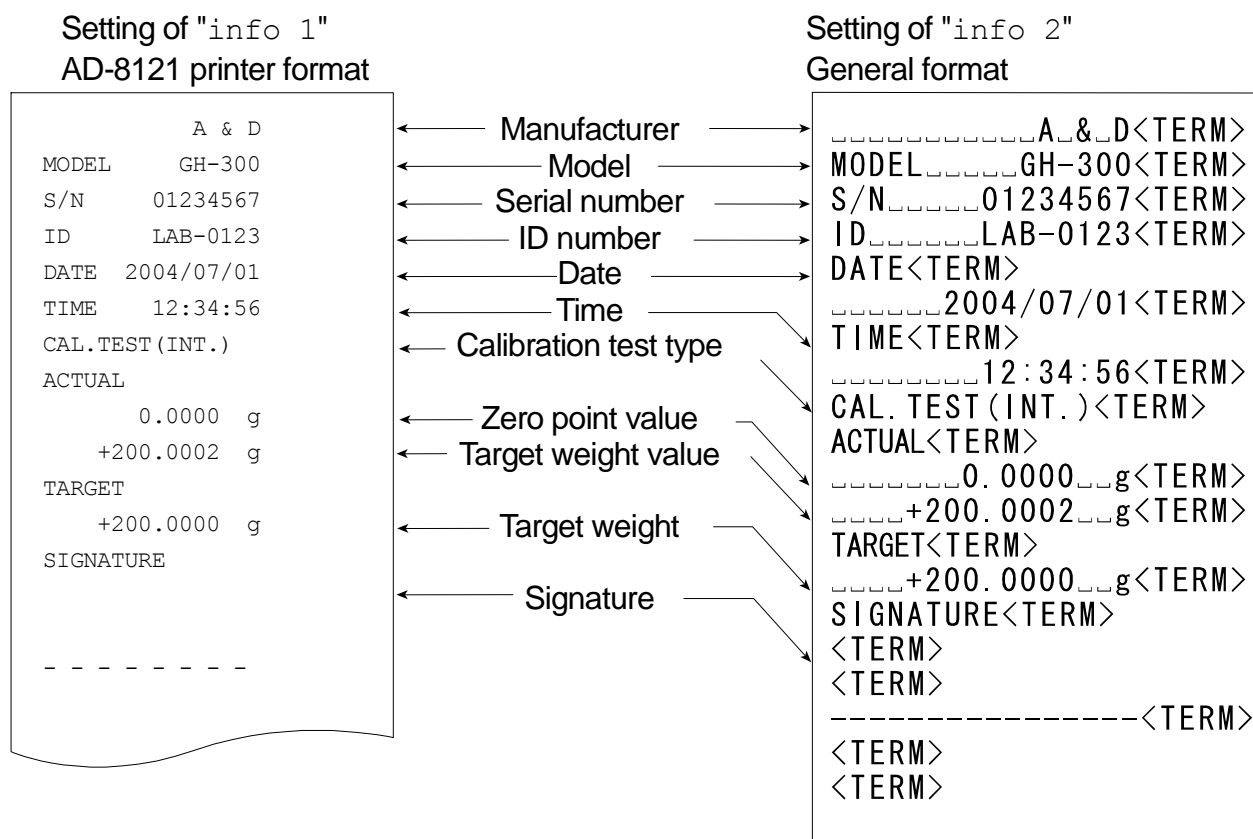 Setting of "info 1"
AD-8121 printer format
A & D
MODEL GH-300
S/N 01234567
ID LAB-0123
DATE 2004/07/01
TIME 12:34:56
CAL.TEST(INT.)
ACTUAL
0.0000 g
+200.0002 g
TARGET
+200.0000 g
SIGNATURE
- - - - - - - -
Manufacturer
Model
Serial number
ID number
Date
Time
Calibration test type
Zero point value
Target weight value
Target weight
Signature
Setting of "info 2"
General format
␣␣␣␣␣␣␣␣␣␣␣A␣&␣D<TERM>
MODEL␣␣␣␣␣GH-300<TERM>
S/N␣␣␣␣␣01234567<TERM>
ID␣␣␣␣␣␣LAB-0123<TERM>
DATE<TERM>
␣␣␣␣␣␣2004/07/01<TERM>
TIME<TERM>
␣␣␣␣␣␣␣␣12:34:56<TERM>
CAL.TEST(INT.)<TERM>
ACTUAL<TERM>
␣␣␣␣␣␣␣0.0000␣␣g<TERM>
␣␣␣␣+200.0002␣␣g<TERM>
TARGET<TERM>
␣␣␣␣+200.0000␣␣g<TERM>
SIGNATURE<TERM>
<TERM>
<TERM>
----------------<TERM>
<TERM>
<TERM>